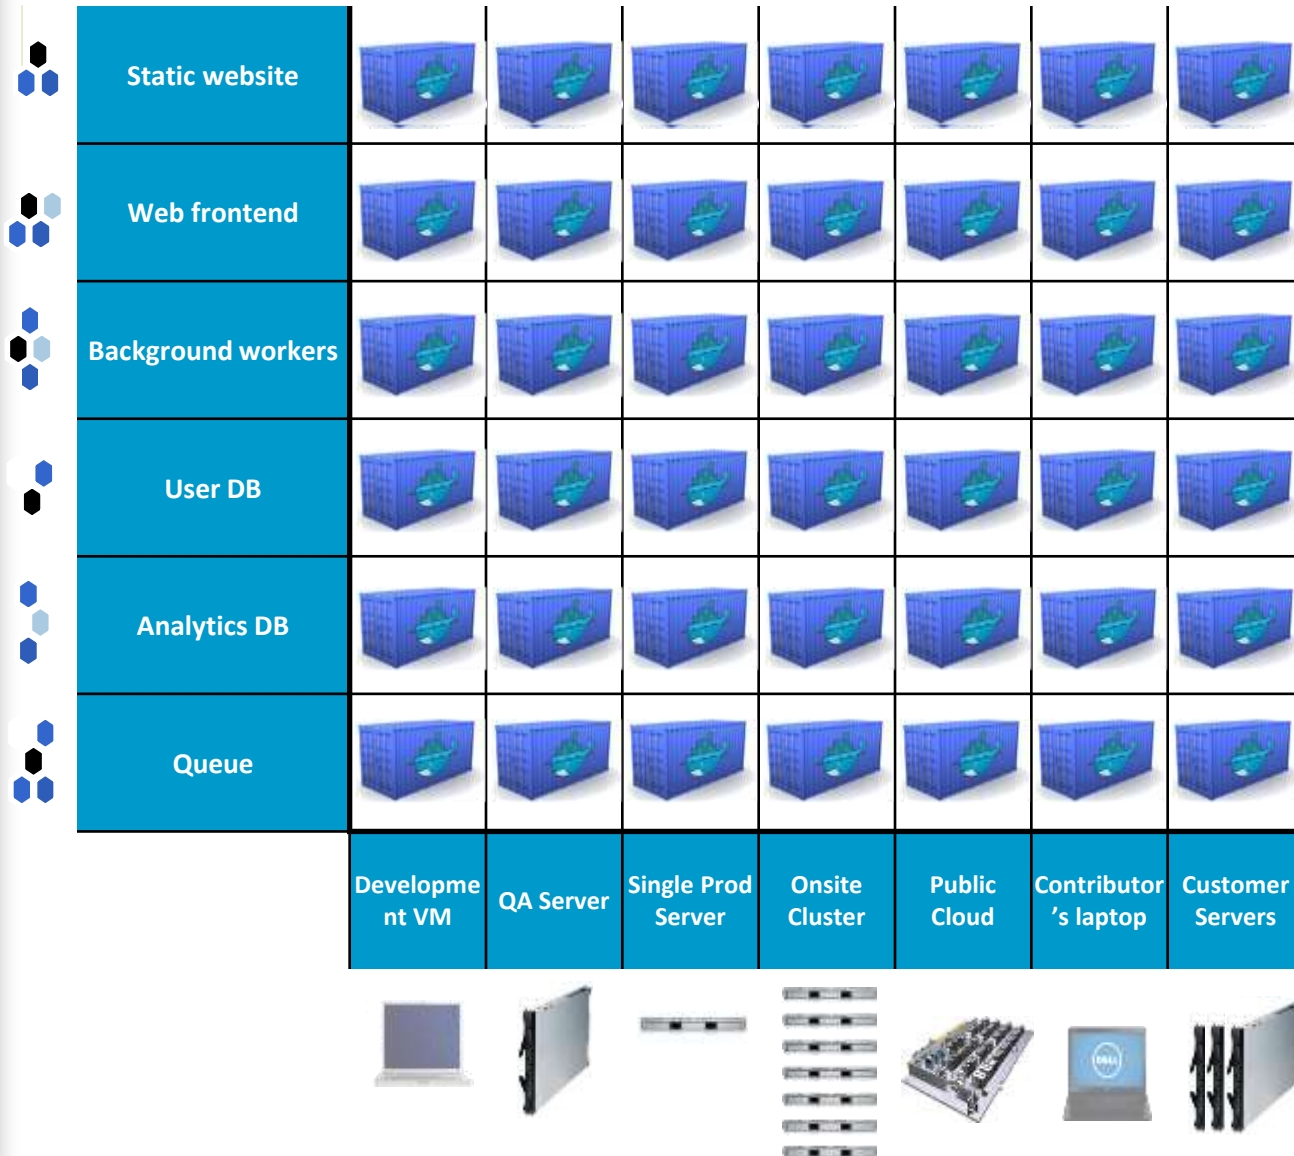 Static website
Web frontend
Background workers
User DB
Analytics DB
Queue
Developme
nt VM
QA Server
Single Prod
Server
Onsite
Cluster
Public
Cloud
Contributor
’s laptop
Customer
Servers
DELL